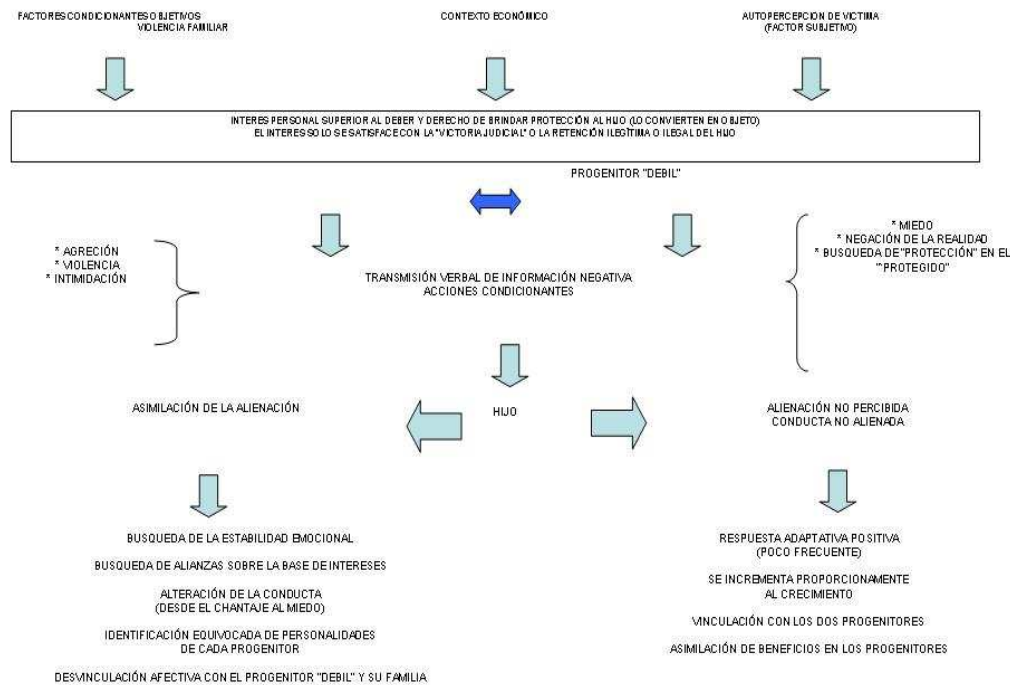 FACTORES CONDICIONANTES OBJETIVOS
VIOLENCIA FAMILIAR
CONTEXTO ECONÓMICO
AUTOPERCEPCION DE VICTIMA
(FACTOR SUBJETIVO)
INTERES PERSONAL SUPERIOR AL DEBER Y DERECHO DE BRINDAR PROTECCIÓN AL HIJO (LO CONVIERTEN EN OBJETO)
EL INTERES SOLO SE SATISFACE CON LA "VICTORIA JUDICIAL" O LA RETENCIÓN ILEGÍTIMA O ILEGAL DEL HIJO
PROGENITOR "DEBIL"
* AGRECIÓN
* VIOLENCIA
* INTIMIDACIÓN
TRANSMISIÓN VERBAL DE INFORMACIÓN NEGATIVA
ACCIONES CONDICIONANTES
* MIEDO
* NEGACIÓN DE LA REALIDAD
* BUSQUEDA DE "PROTECCIÓN" EN EL
"PROTEGIDO"
ASIMILACIÓN DE LA ALIENACIÓN
HIJO
ALIENACIÓN NO PERCIBIDA
CONDUCTA NO ALIENADA
BUSQUEDA DE LA ESTABILIDAD EMOCIONAL
BUSQUEDA DE ALIANZAS SOBRE LA BASE DE INTERESES
ALTERACIÓN DE LA CONDUCTA
(DESDE EL CHANTAJE AL MIEDO)
IDENTIFICACIÓN EQUIVOCADA DE PERSONALIDADES
DE CADA PROGENITOR
DESVINCULACIÓN AFECTIVA CON EL PROGENITOR "DEBIL" Y SU FAMILIA
RESPUESTA ADAPTATIVA POSITIVA
(POCO FRECUENTE)
SE INCREMENTA PROPORCIONAMENTE
AL CRECIMIENTO
VINCULACIÓN CON LOS DOS PROGENITORES
ASIMILACIÓN DE BENEFICIOS EN LOS PROGENITORES